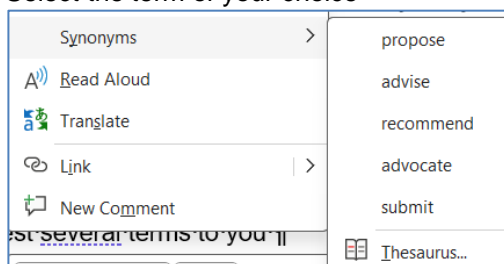 Select the term of your choice
Synonyms
propose
Read Aloud
advise
Translate
recommend
Link
advocate
New Comment
submit
several terms to you ¶
Thesaurus...